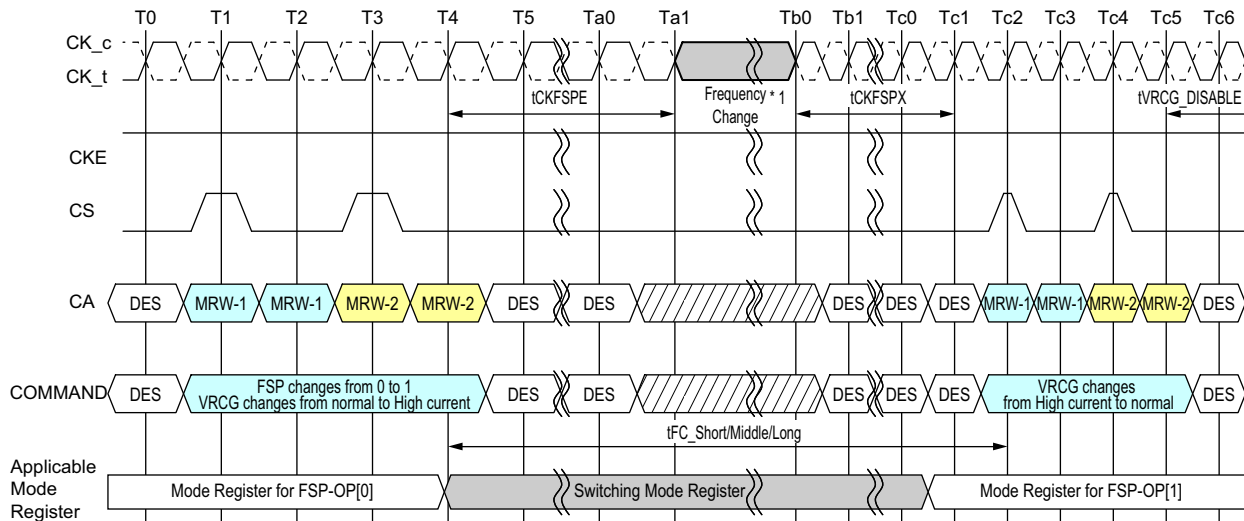 T0 T1 T2 T3 T4 T5 Ta0 Ta1 Tb0 Tb1 Tc0 Tc1 Tc2 Tc3 Tc4 Tc5 Tc6
CK_c
CK_t
tCKFSPE
Frequency * 1
Change
tCKFSPX
tVRCG_DISABLE
CKE
CS
CA DES MRW-1 MRW-1 MRW-2 MRW-2 DES DES DES DES DES MRW-1 MRW-1 MRW-2 MRW-2 DES
COMMAND DES
FSP changes from 0 to 1
VRCG changes from normal to High current
DES DES DES DES DES
VRCG changes
from High current to normal
DES
tFC_Short/Middle/Long
Applicable
Mode
Register
Mode Register for FSP-OP[0]
Switching Mode Register
Mode Register for FSP-OP[1]